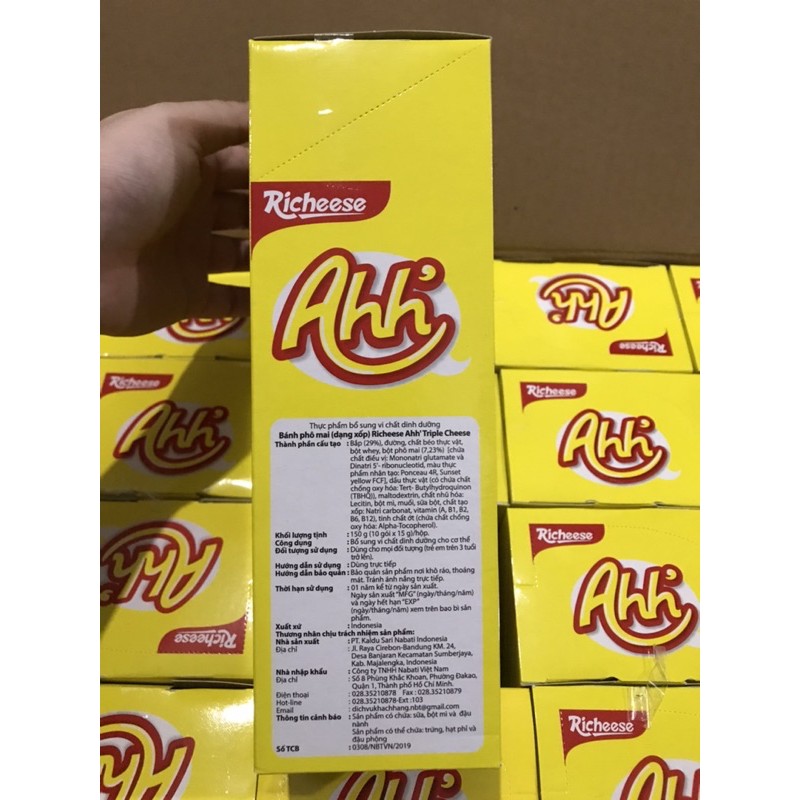 Richeese
Ahh'
Thực phẩm bổ sung vi chất dinh dưỡng
Bánh phô mai (dạng xốp) Richeese Ahh' Triple Cheese
Thành phần cấu tạo : Bắp (29%), đường, chất béo thực vật,
bột whey, bột phô mai (7,23%) [chứa
chất điều vị: Mononatri glutamate và
Dinatri 5'- ribonucleotid, màu thực
phẩm nhân tạo: Ponceau 4R, Sunset
yellow FCF], dầu thực vật (có chứa chất
chống oxy hóa: Tert- Butylhydroquinon
(TBHQ)), maltodextrin, chất nhũ hóa:
Lecitin, bột mì, muối, sữa bột, chất tạo
xốp: Natri carbonat, vitamin (A, B1, B2,
B6, B12), tinh chất ớt (chứa chất chống
oxy hóa: Alpha-Tocopherol).
Khối lượng tịnh : 150 g (10 gói x 15 g)/hộp.
Công dụng : Bổ sung vi chất dinh dưỡng cho cơ thể
Đối tượng sử dụng : Dùng cho mọi đối tượng (trẻ em trên 3 tuổi
trở lên).
Hướng dẫn sử dụng : Dùng trực tiếp
Hướng dẫn bảo quản : Bảo quản sản phẩm nơi khô ráo, thoáng
mát. Tránh ánh nắng trực tiếp.
Thời hạn sử dụng : 01 năm kể từ ngày sản xuất.
Ngày sản xuất "MFG" (ngày/tháng/năm)
và ngày hết hạn "EXP"
(ngày/tháng/năm) xem trên bao bì sản
phẩm.
Xuất xứ : Indonesia
Thương nhân chịu trách nhiệm sản phẩm:
Nhà sản xuất : PT. Kaldu Sari Nabati Indonesia
Địa chỉ : Jl. Raya Cirebon-Bandung KM. 24,
Desa Banjaran Kecamatan Sumberjaya,
Kab. Majalengka, Indonesia
Nhà nhập khẩu : Công ty TNHH Nabati Việt Nam
Địa chỉ : Số 8 Phùng Khắc Khoan, Phường Đakao,
Quận 1, Thành phố Hồ Chí Minh.
Điện thoại : 028.35210878 Fax : 028.35210879
Hot-line : 028.35210878-Ext :103
Email : dichvukhachhang.nbt@gmail.com
Thông tin cảnh báo : Sản phẩm có chứa: sữa, bột mì và đậu
nành
Sản phẩm có thể chứa: trứng, hạt phỉ và
đậu phộng
Số TCB : 0308/NBTVN/2019
Ahh'
Richeese
Richeese
Ahh'
Richeese
Ahh'
Ahh'
Richeese
Richeese
Ahh'
Ahh'
Richeese
Ahh'